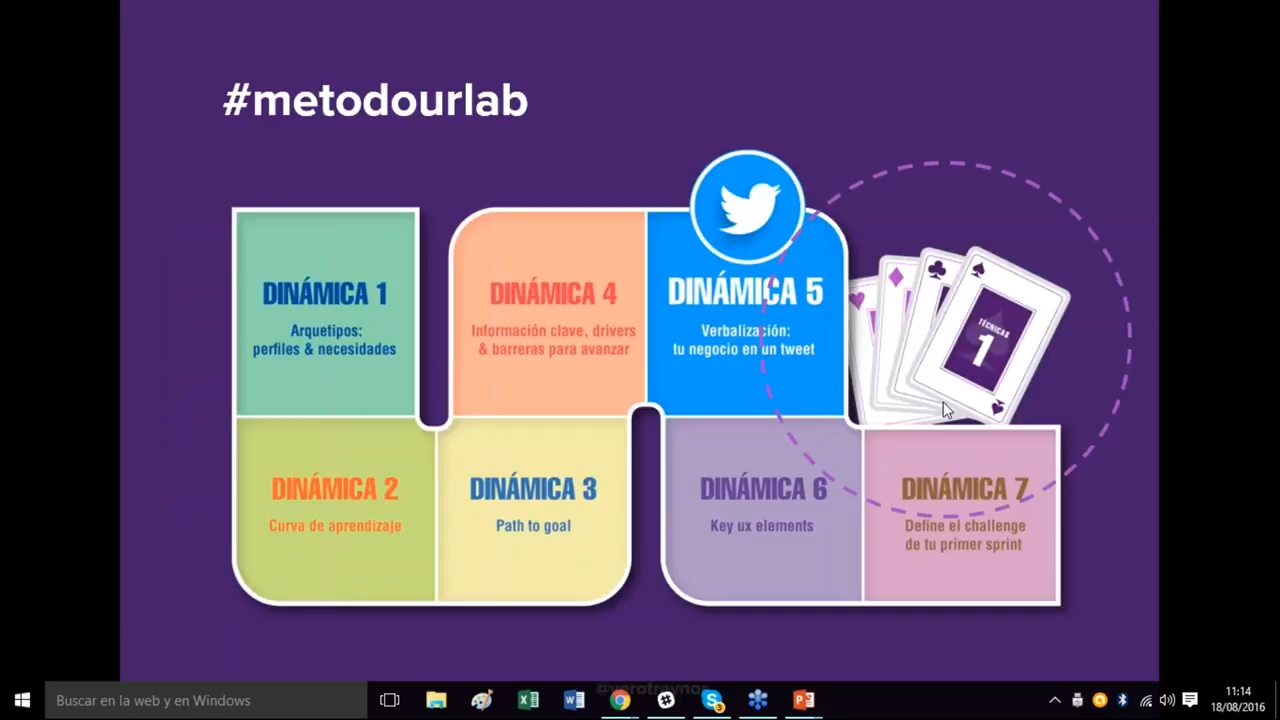 #metodourlab
DINÁMICA 1
Arquetipos:
perfiles & necesidades
DINÁMICA 4
Información clave, drivers
& barreras para avanzar
DINÁMICA 5
Verbalización:
tu negocio en un tweet
TÉCNICAS
1
DINÁMICA 2
Curva de aprendizaje
DINÁMICA 3
Path to goal
DINÁMICA 6
Key ux elements
DINÁMICA 7
Define el challenge
de tu primer sprint
Buscar en la web y en Windows
3
11:14
18/08/2016